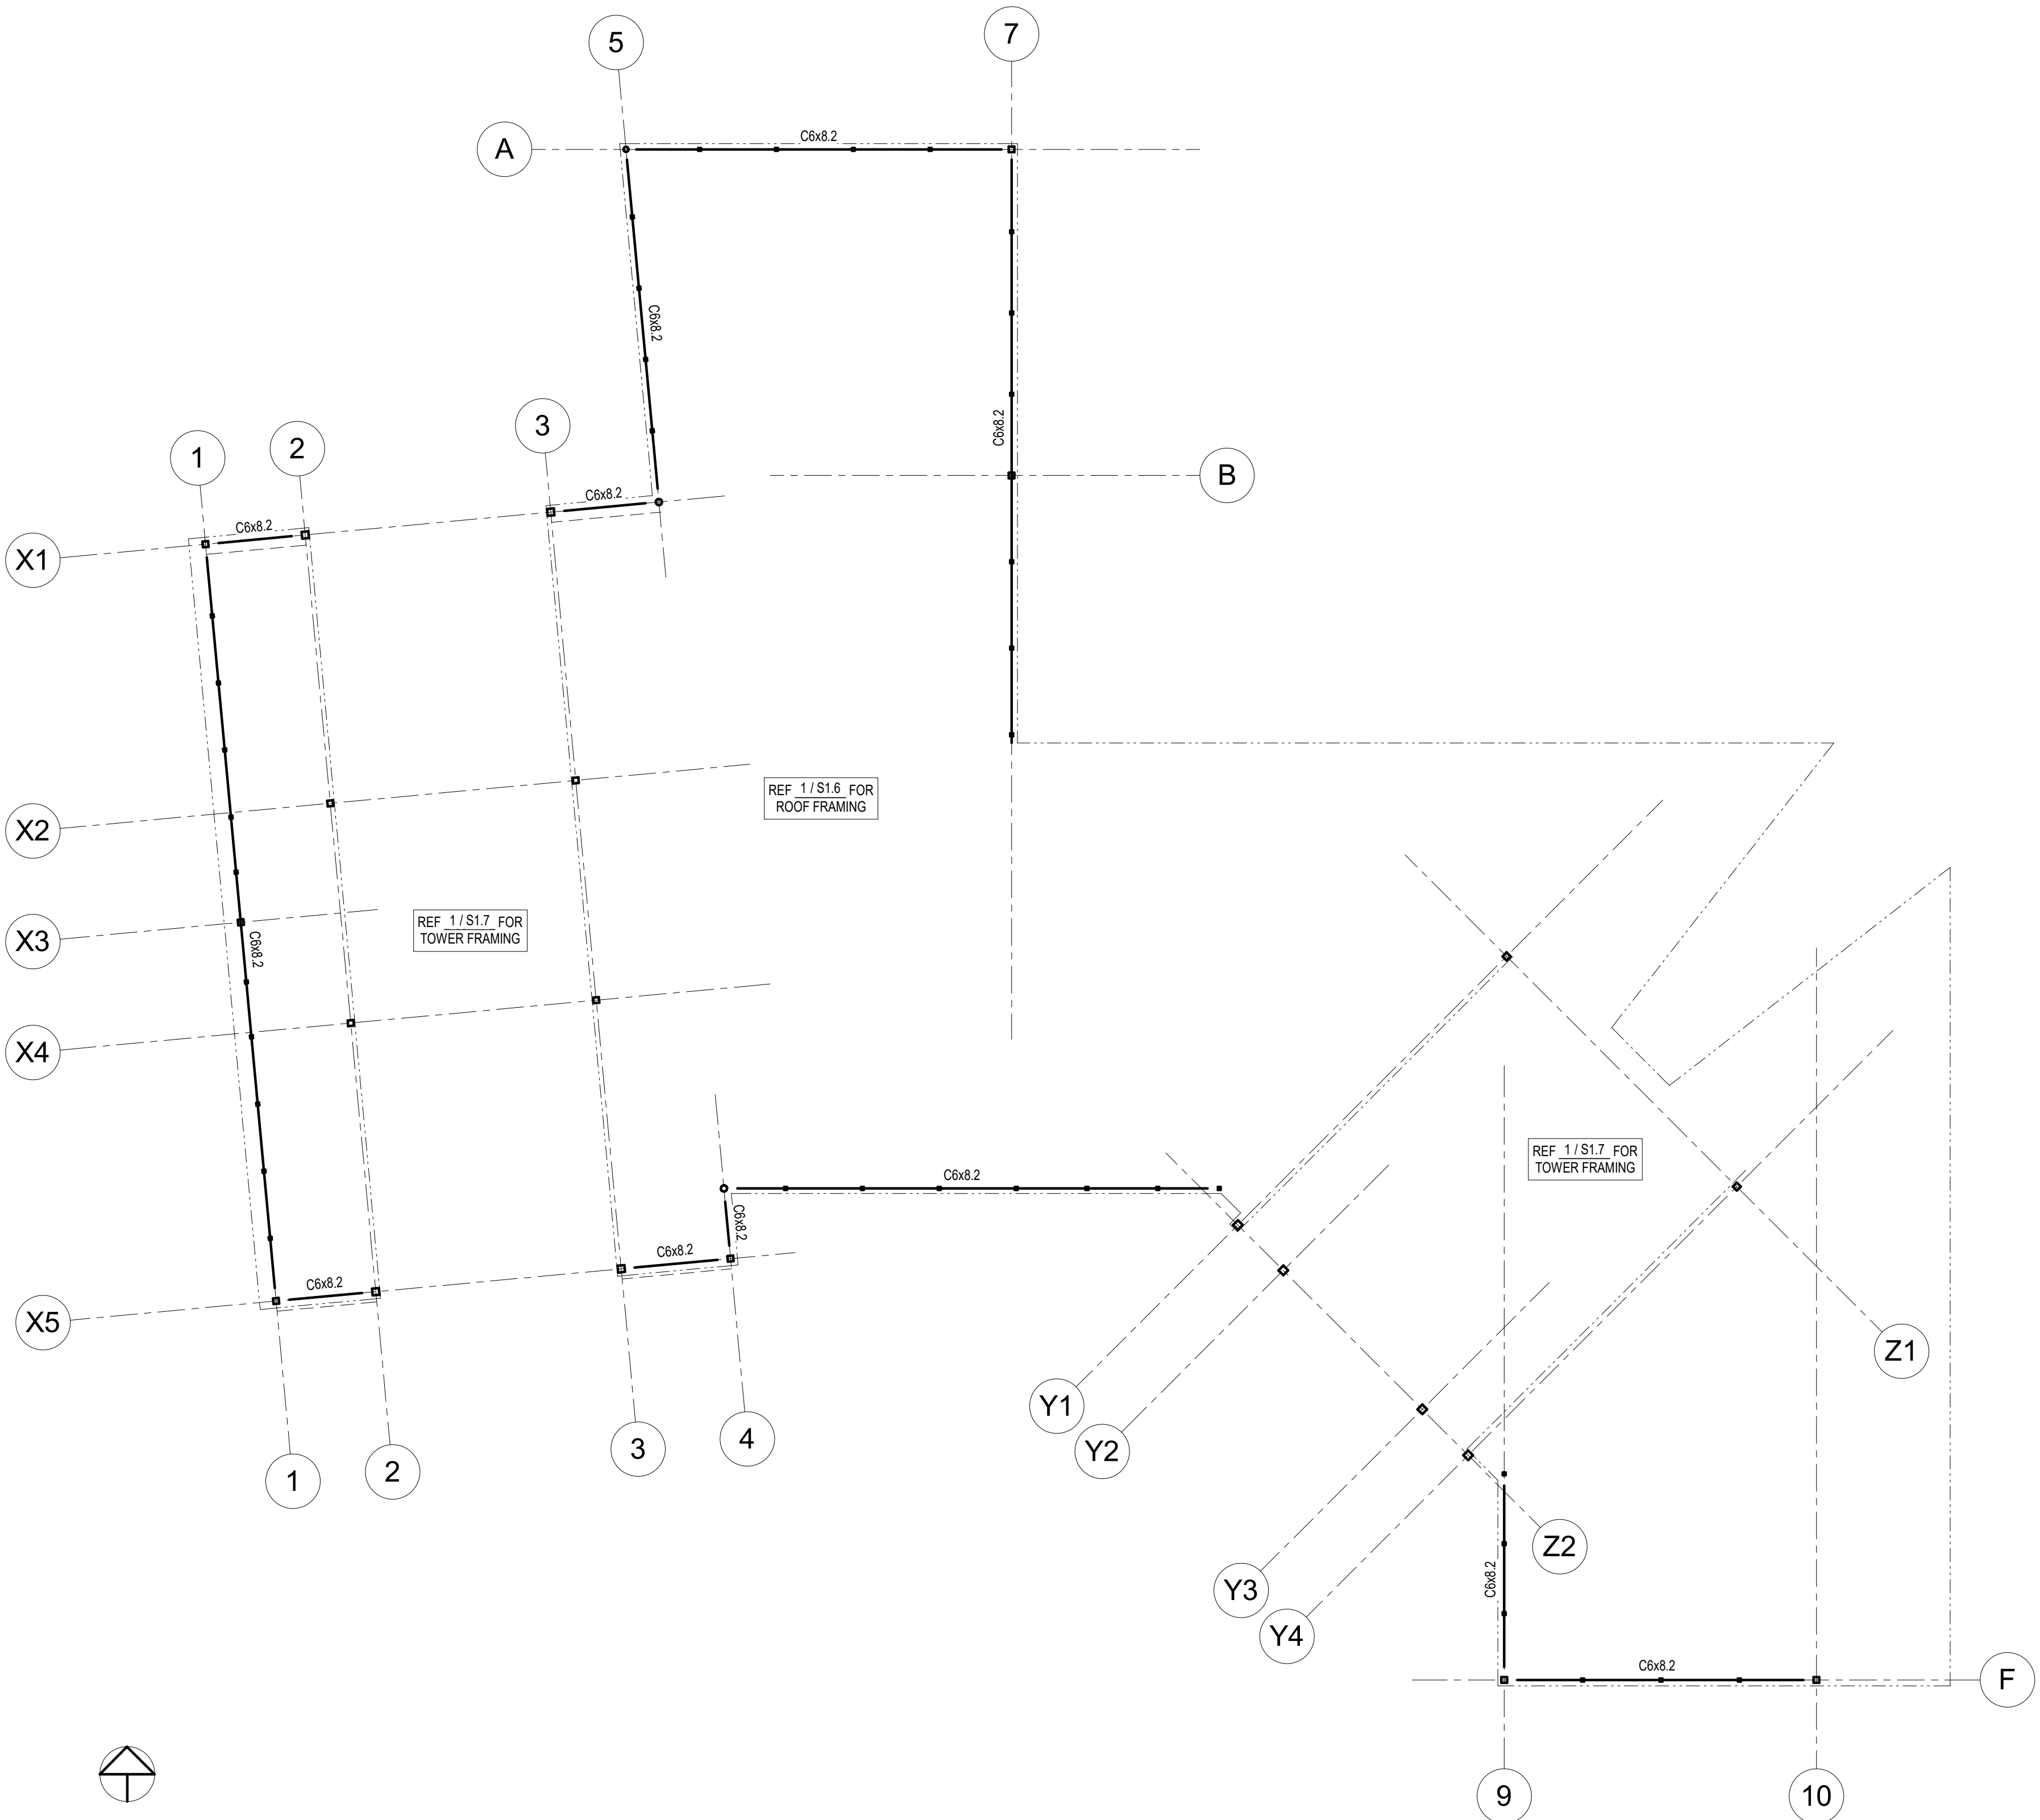 7
5
A
C6x8.2
C6x8.2
C6x8.2
3
2
1
B
C6x8.2
C6x8.2
X1
REF 1 / S1.6 FOR
ROOF FRAMING
X2
REF 1 / S1.7 FOR
TOWER FRAMING
X3
C6x8.2
X4
REF 1 / S1.7 FOR
TOWER FRAMING
C6x8.2
C6x8.2
C6x8.2
C6x8.2
X5
Z1
Y1
4
3
Y2
2
1
Z2
C6x8.2
Y3
Y4
C6x8.2
F
9
10